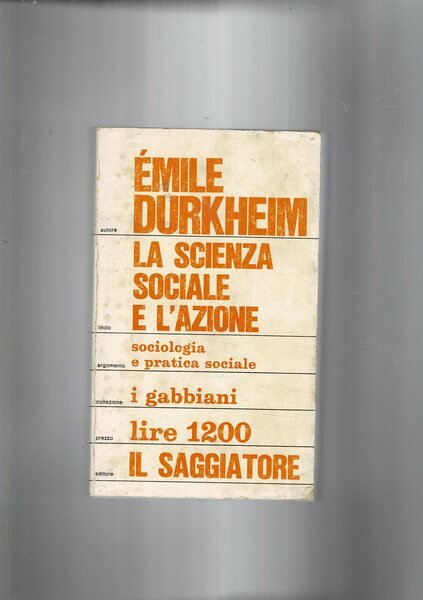 ÉMILE
autore DURKHEIM
LA SCIENZA
SOCIALE
titolo E L'AZIONE
sociologia
argomento e pratica sociale
collezione i gabbiani
prezzo lire 1200
editore IL SAGGIATORE